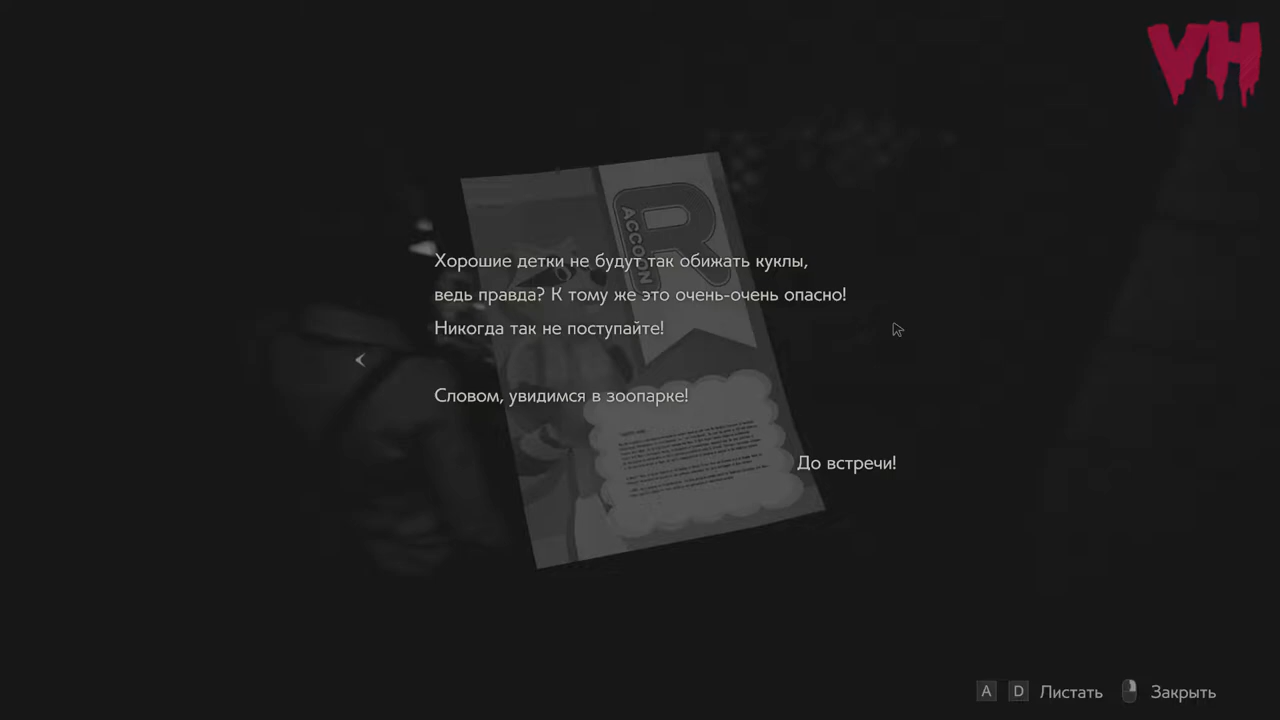 VH
R
ACCOON
Хорошие детки не будут так обижать куклы,
ведь правда? К тому же это очень-очень опасно!
Никогда так не поступайте!
Словом, увидимся в зоопарке!
До встречи!
A D Листать Закрыть